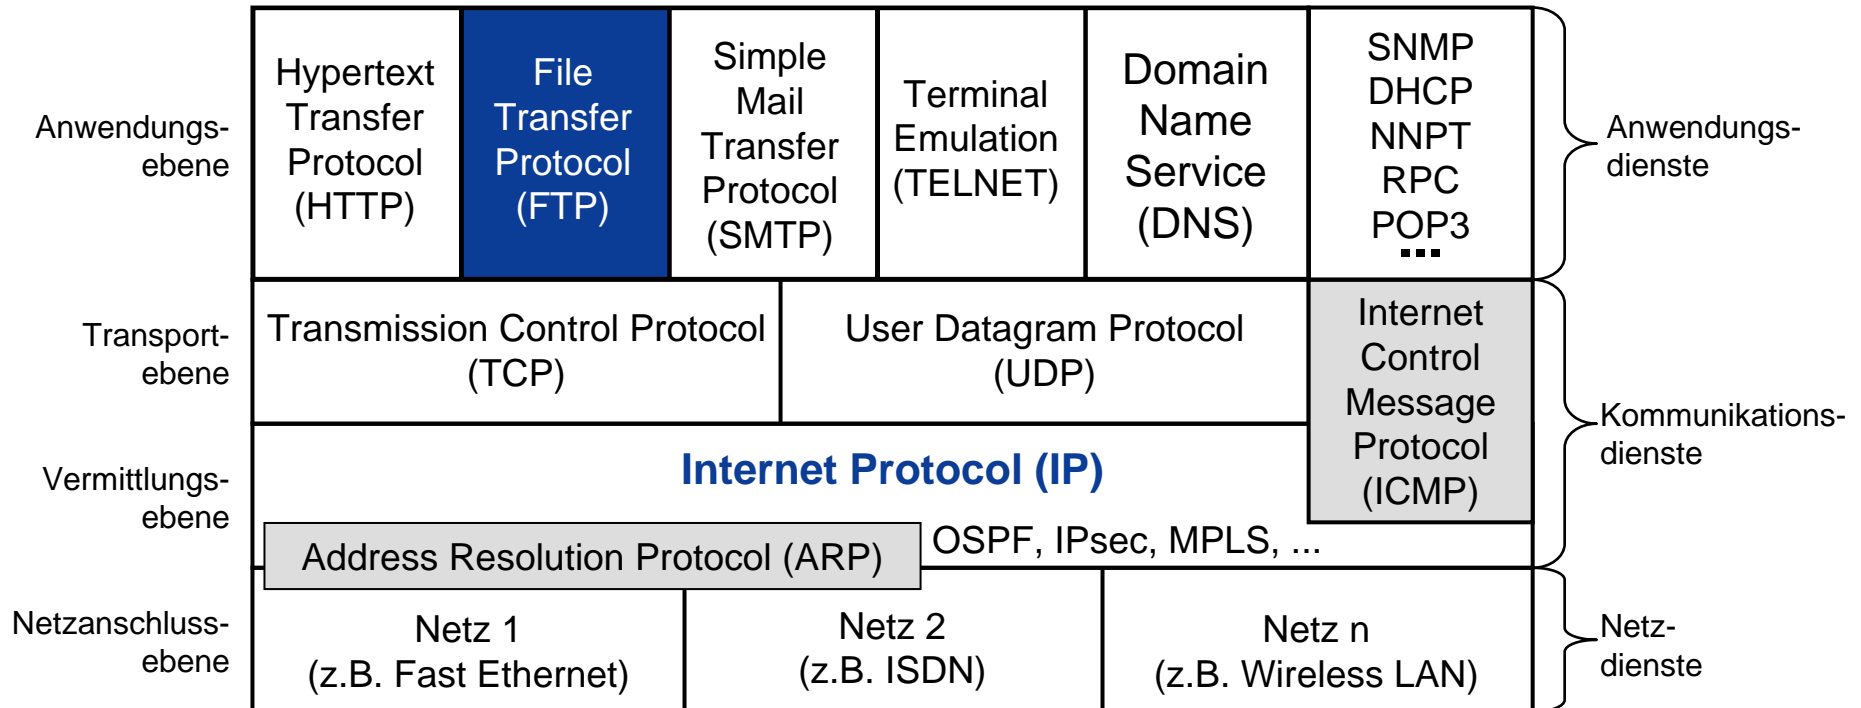 Anwendungs-
ebene
Hypertext
Transfer
Protocol
(HTTP)
File
Transfer
Protocol
(FTP)
Simple
Mail
Transfer
Protocol
(SMTP)
Terminal
Emulation
(TELNET)
Domain
Name
Service
(DNS)
SNMP
DHCP
NNPT
RPC
POP3
...
Anwendungs-
dienste
Transport-
ebene
Transmission Control Protocol
(TCP)
User Datagram Protocol
(UDP)
Internet
Control
Message
Protocol
(ICMP)
Kommunikations-
dienste
Vermittlungs-
ebene
Internet Protocol (IP)
Address Resolution Protocol (ARP)
OSPF, IPsec, MPLS, ...
Netzanschluss-
ebene
Netz 1
(z.B. Fast Ethernet)
Netz 2
(z.B. ISDN)
Netz n
(z.B. Wireless LAN)
Netz-
dienste